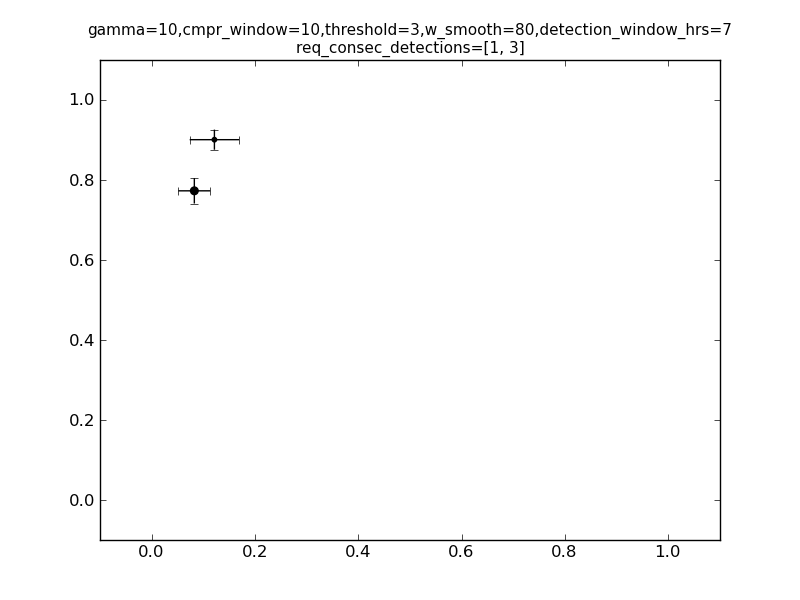 gamma=10,cmpr_window=10,threshold=3,w_smooth=80,detection_window_hrs=7
req_consec_detections=[1, 3]
1.0
0.8
0.6
0.4
0.2
0.0
0.0 0.2 0.4 0.6 0.8 1.0